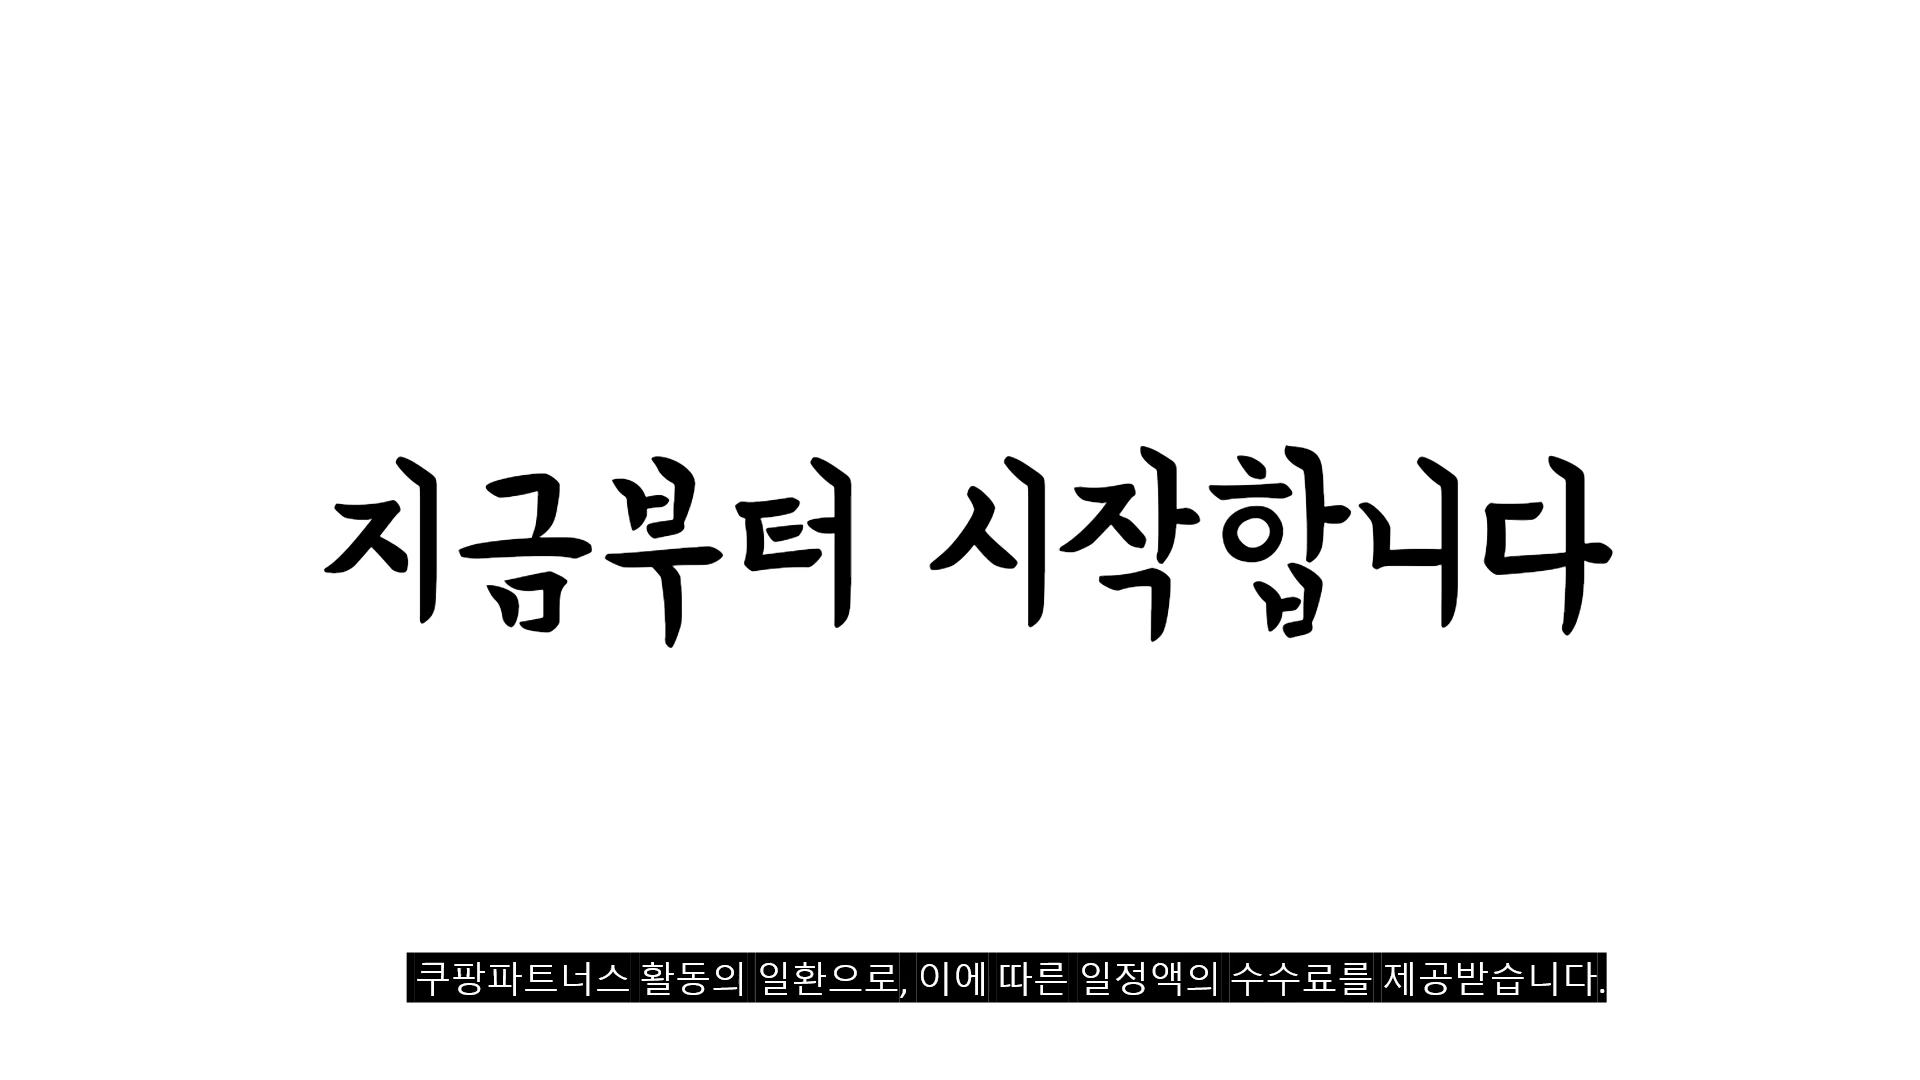 지금부터 시작합니다
쿠팡파트너스 활동의 일환으로, 이에 따른 일정액의 수수료를 제공받습니다.